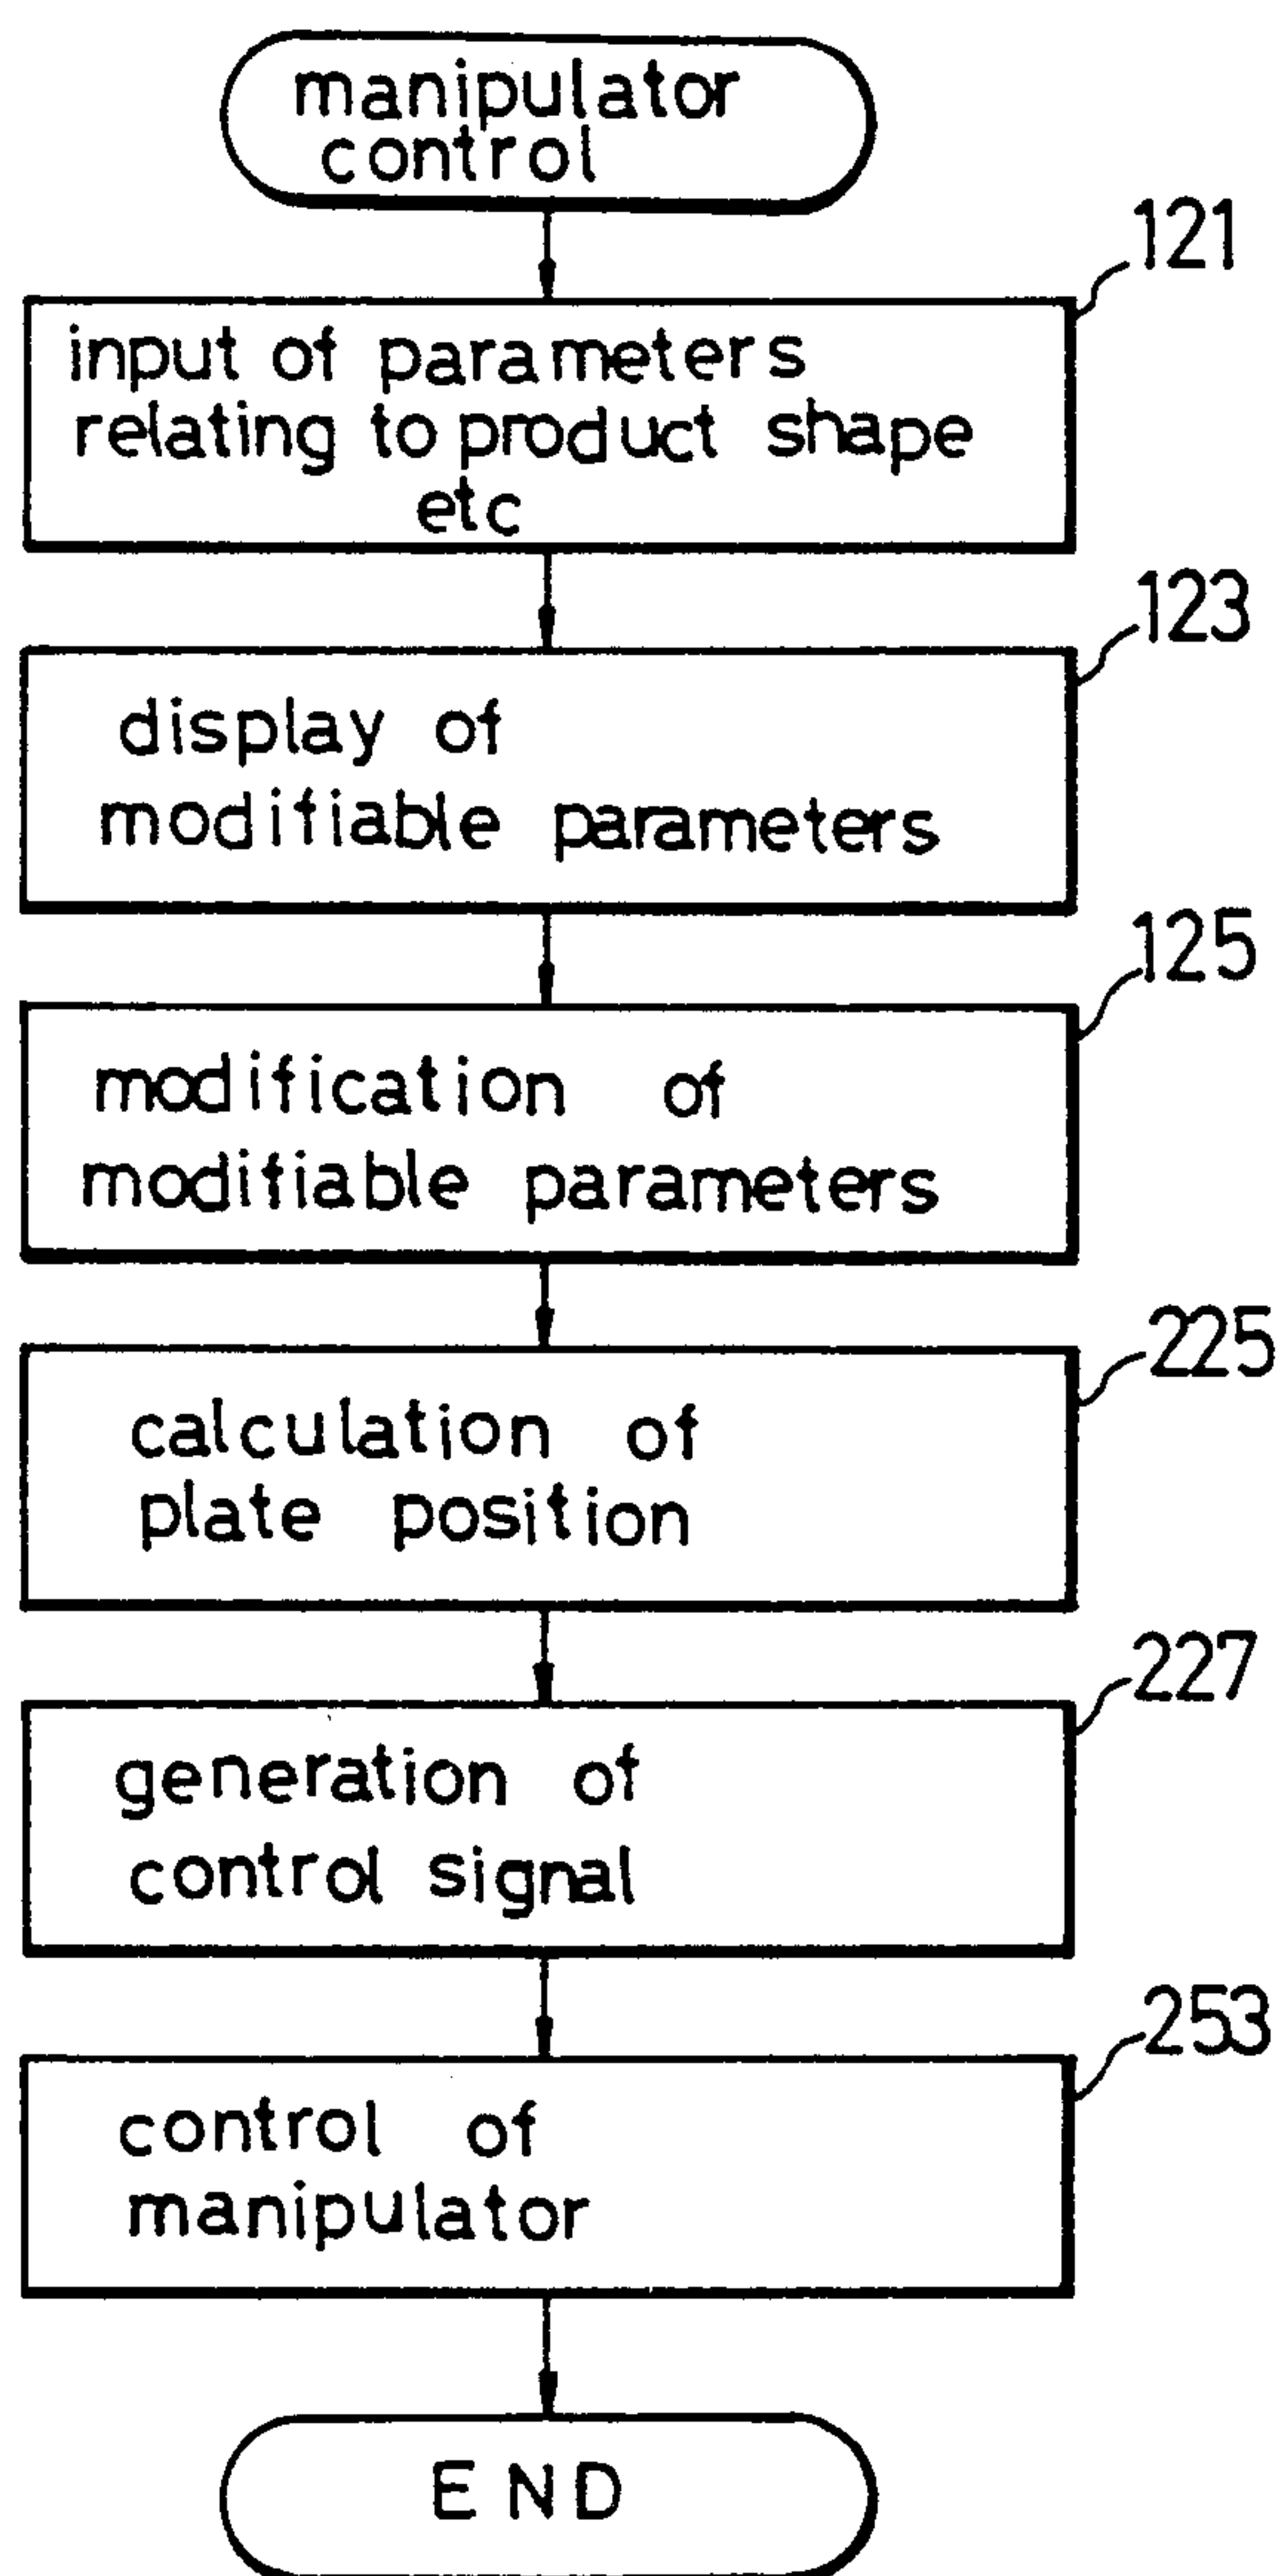 manipulator
control
121
input of parameters
relating to product shape
etc
123
display of
modifiable parameters
125
modification of
modifiable parameters
225
calculation of
plate position
227
generation of
control signal
253
control of
manipulator
END